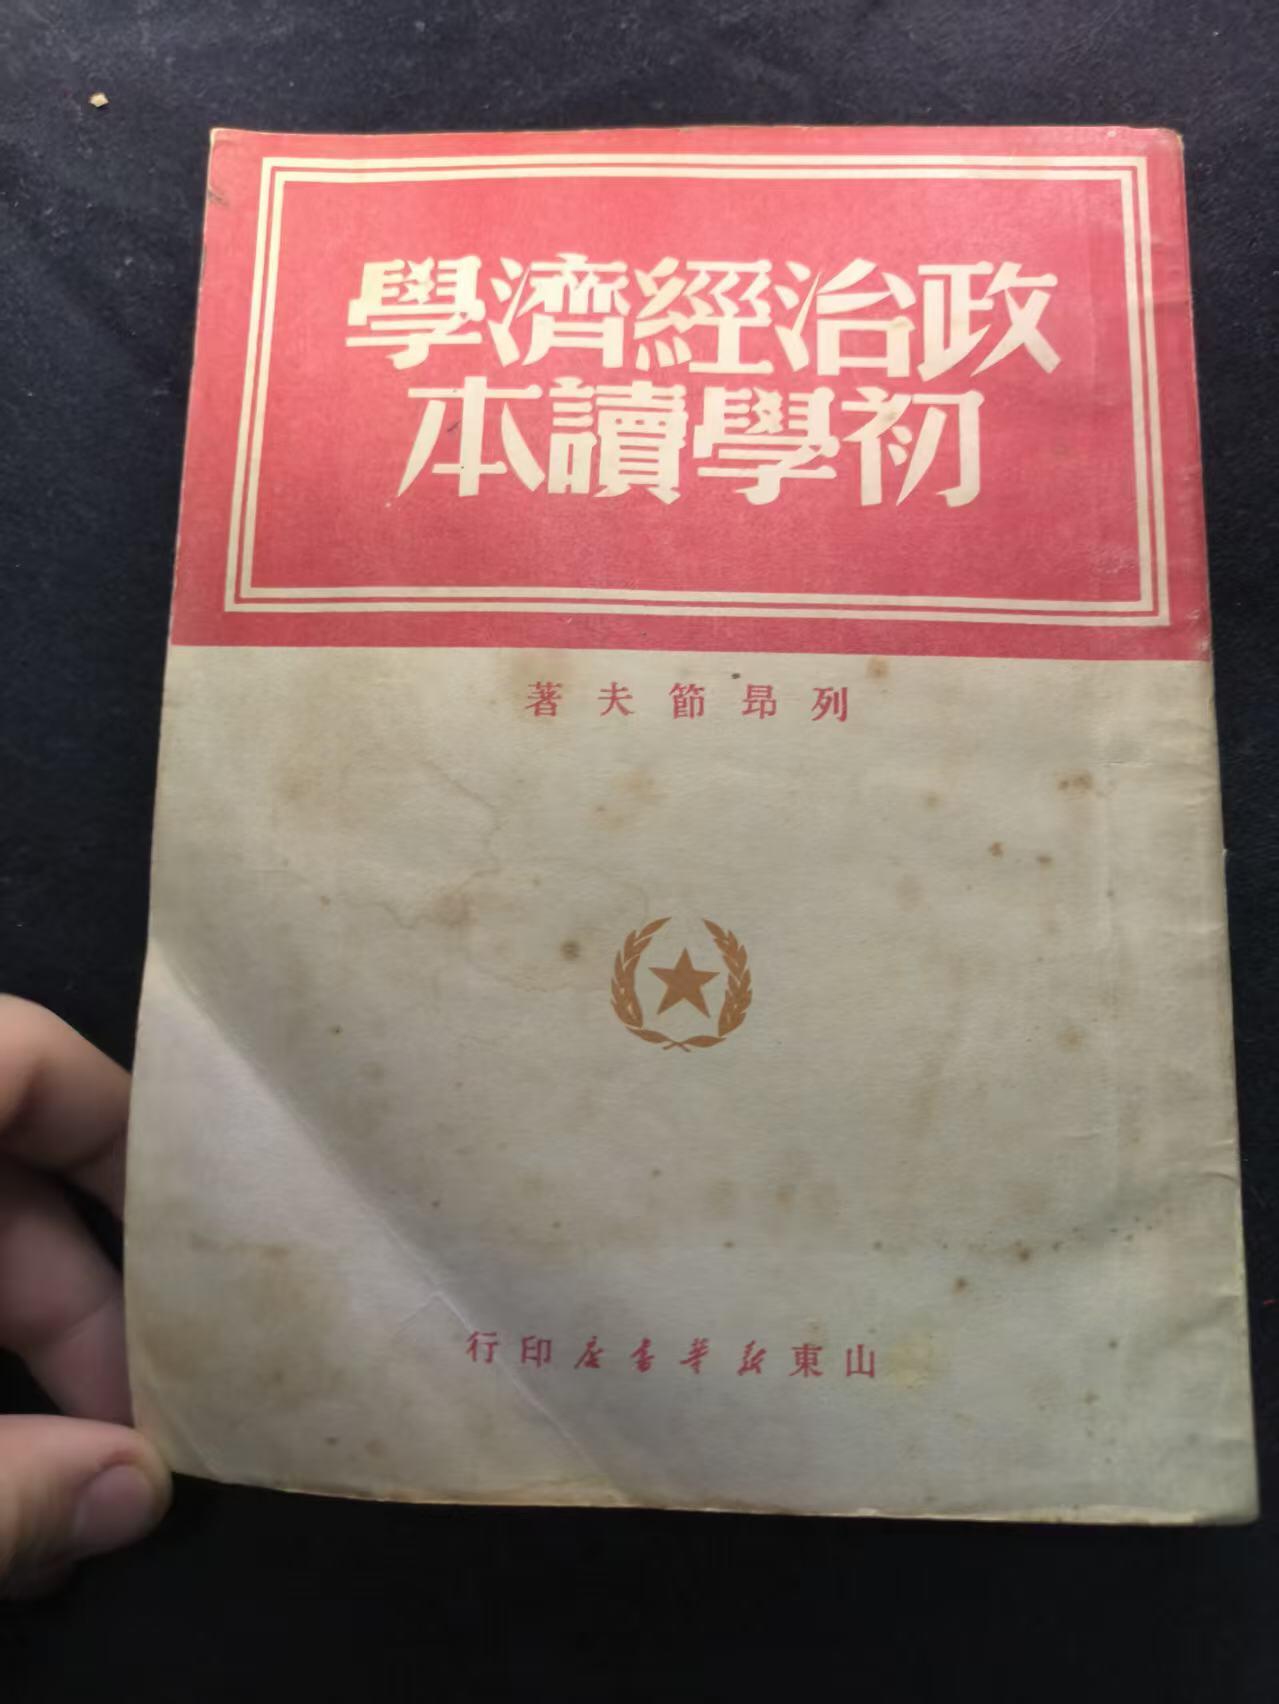 政治經濟學
初學讀本
列昂節夫著
山東新華書店印行